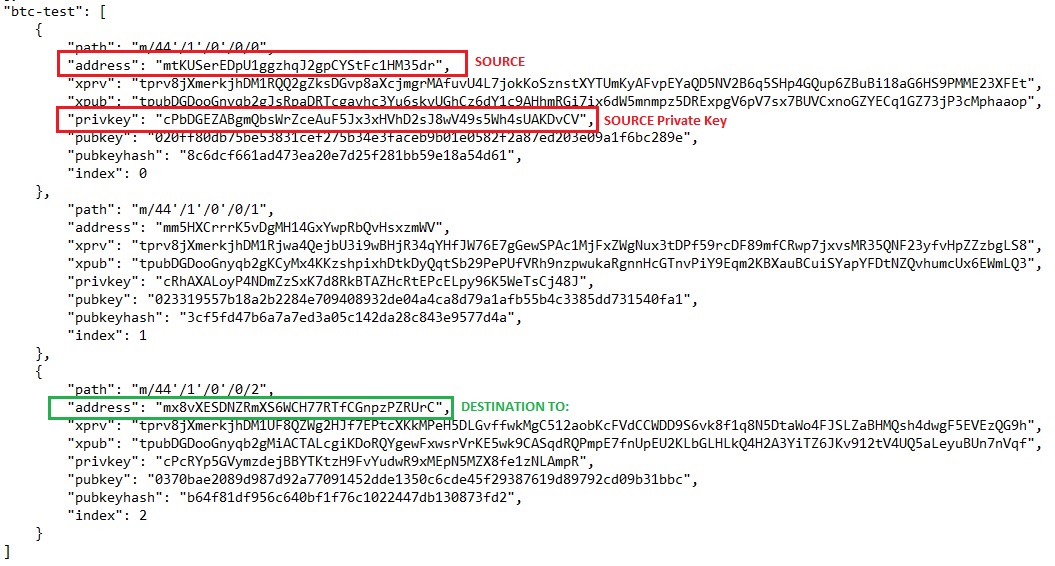 "btc-test": [
{
"path": "m/44'/1'/0'/0/0",
"address": "mtKUSerEDpU1ggzhqJ2gpCYStFc1HM35dr", SOURCE
"xprv": "tprv8jXmerkjhDM1RQQ2gZksDGvp8aXcjmgrMAfuvU4L7jokKoSznstXYTUmKyAFvpEYaQD5NV2B6q5SHp4GQup6ZBuBi18aG6HS9PMME23XFEt",
"xpub": "tpubDGDooGnyqb2gJsRpaDRTcgavhc3Yu6skvUGhCz6dY1c9AHhmRGi7ix6dW5mnmpz5DRExpgV6pV7sx7BUVCxnoGZYECq1GZ73jP3cMphaaop",
"privkey": "cPbDGEZABgmQbsWrZceAuF5Jx3xHVhD2sJ8wV49s5Wh4sUAKDvCV", SOURCE Private Key
"pubkey": "020ff80db75be53831cef275b34e3faceb9b01e0582f2a87ed203e09a1f6bc289e",
"pubkeyhash": "8c6dcf661ad473ea20e7d25f281bb59e18a54d61",
"index": 0
},
"path": "m/44'/1'/0'/0/1",
"address": "mm5HXCrrrK5vDgMH14GxYwpRbQvHsxzmWV",
"xprv": "tprv8jXmerkjhDM1Rjwa4QejbU3i9wBHjR34qYHfJW76E7gGewSPAc1MjFxZWgNux3tDPf59rcDF89mfCRwp7jxvsMR35QNF23yfvHpZZzbgLS8",
"xpub": "tpubDGDooGnyqb2gKCyMx4KKzshpixhDtkDyQqtSb29PePUfVRh9nzpwukaRgnnHcGTnvPiY9Eqm2KBXauBCuiSYapYFDtNZQvhumcUx6EWmLQ3",
"privkey": "cRhAXALoyP4NDmZzSxK7d8RkBTAZHcRtEPcELpy96K5WeTsCj48J",
"pubkey": "023319557b18a2b2284e709408932de04a4ca8d79a1afb55b4c3385dd731540fa1",
"pubkeyhash": "3cf5fd47b6a7a7ed3a05c142da28c843e9577d4a",
"index": 1
},
{
"path": "m/44'/1'/0'/0/2",
"address": "mx8vXESDNZRmXS6WCH77RTfCGnpzPZRUrC", DESTINATION TO:
"xprv": "tprv8jXmerkjhDM1UF8QZWg2HJf7EPtcXKkMPeH5DLGvffwkMgC512aobKcFVdCCWDD9S6vk8f1q8N5DtaWo4FJSLZaBHMQsh4dwgF5EVEzQG9h",
"xpub": "tpubDGDooGnyqb2gMiACTALcgiKDoRQYgewFxwsrVrKE5wk9CASqdRQPmpE7fnUpEU2KLbGLHLkQ4H2A3YiTZ6JKv912tV4UQ5aLeyuBUn7nVqf",
"privkey": "cPcRYp5GVymzdejBBYTKtzH9FvYudwR9xMEpN5MZX8fe1zNLAmpR",
"pubkey": "0370bae2089d987d92a77091452dde1350c6cde45f29387619d89792cd09b31bbc",
"pubkeyhash": "b64f81df956c640bf1f76c1022447db130873fd2",
"index": 2
}
]